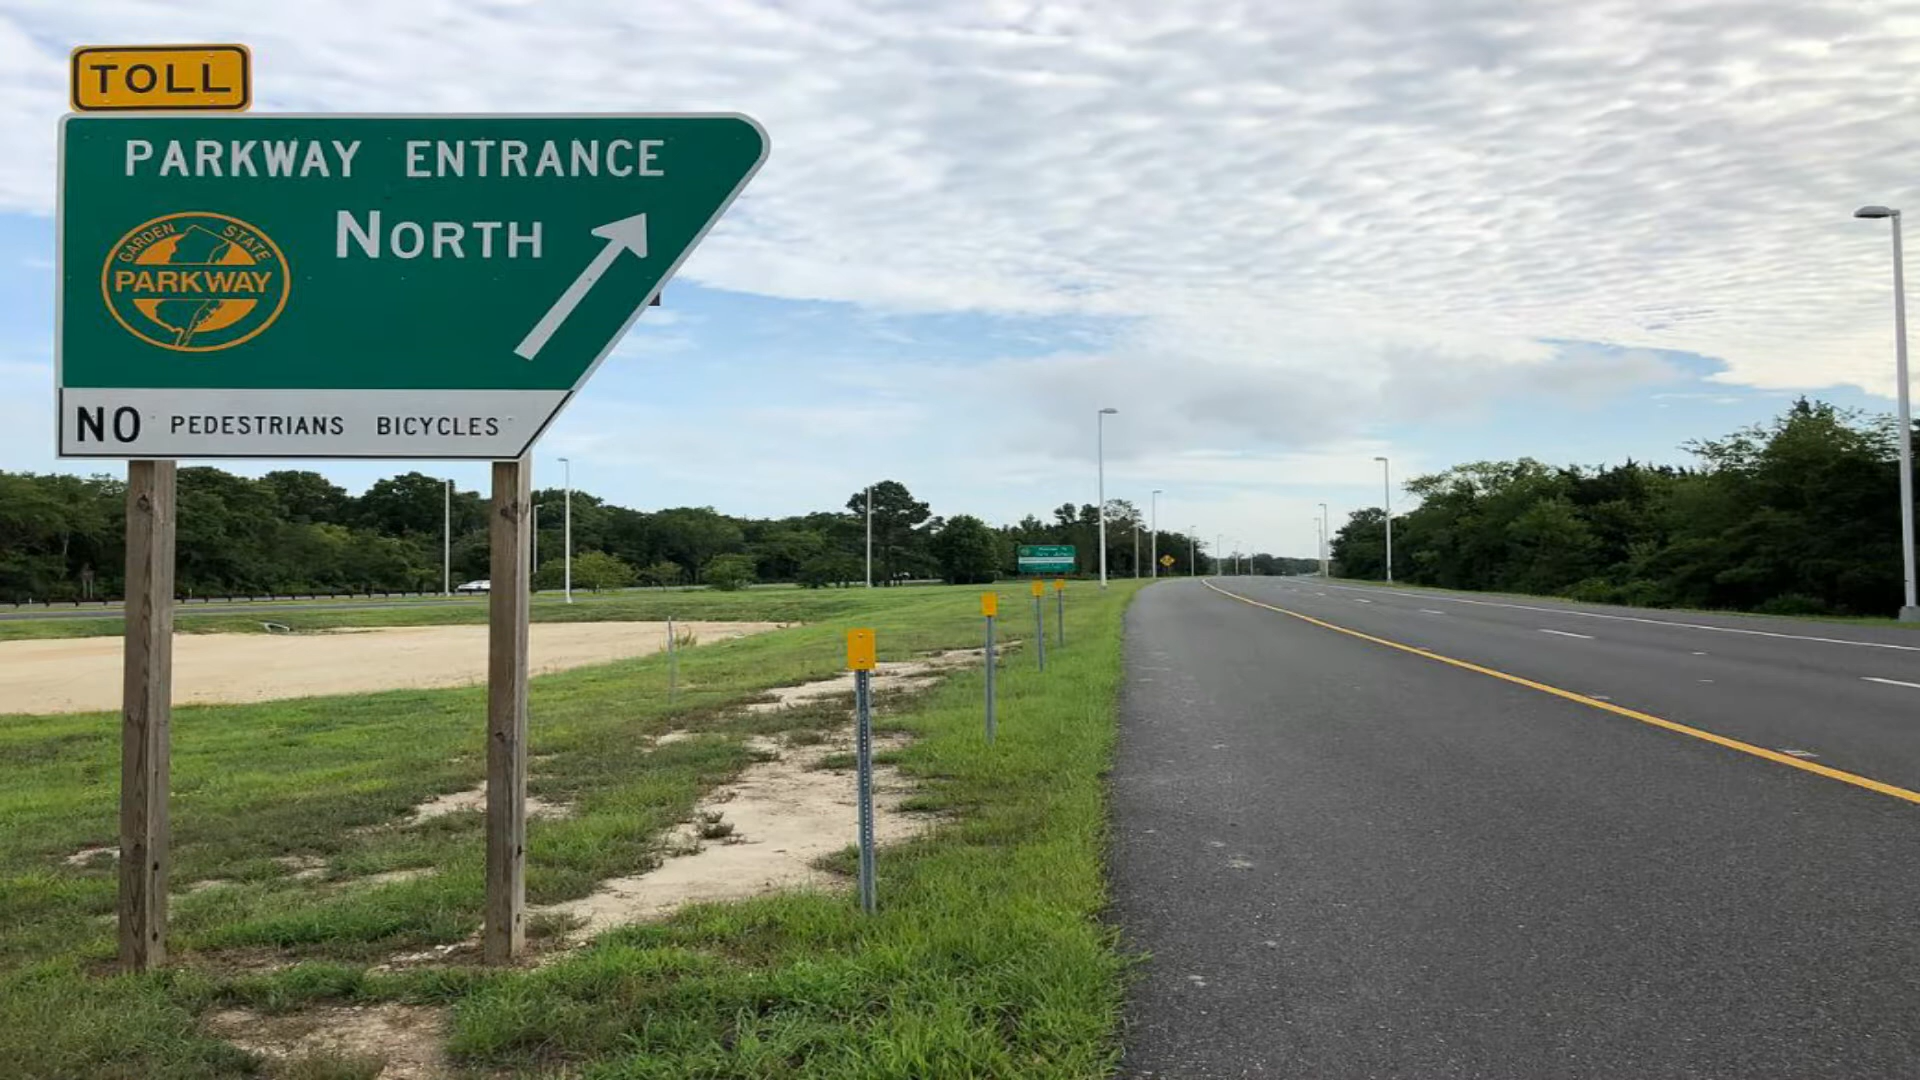 TOLL
PARKWAY ENTRANCE
NORTH
GARDEN STATE
PARKWAY
NO PEDESTRIANS BICYCLES